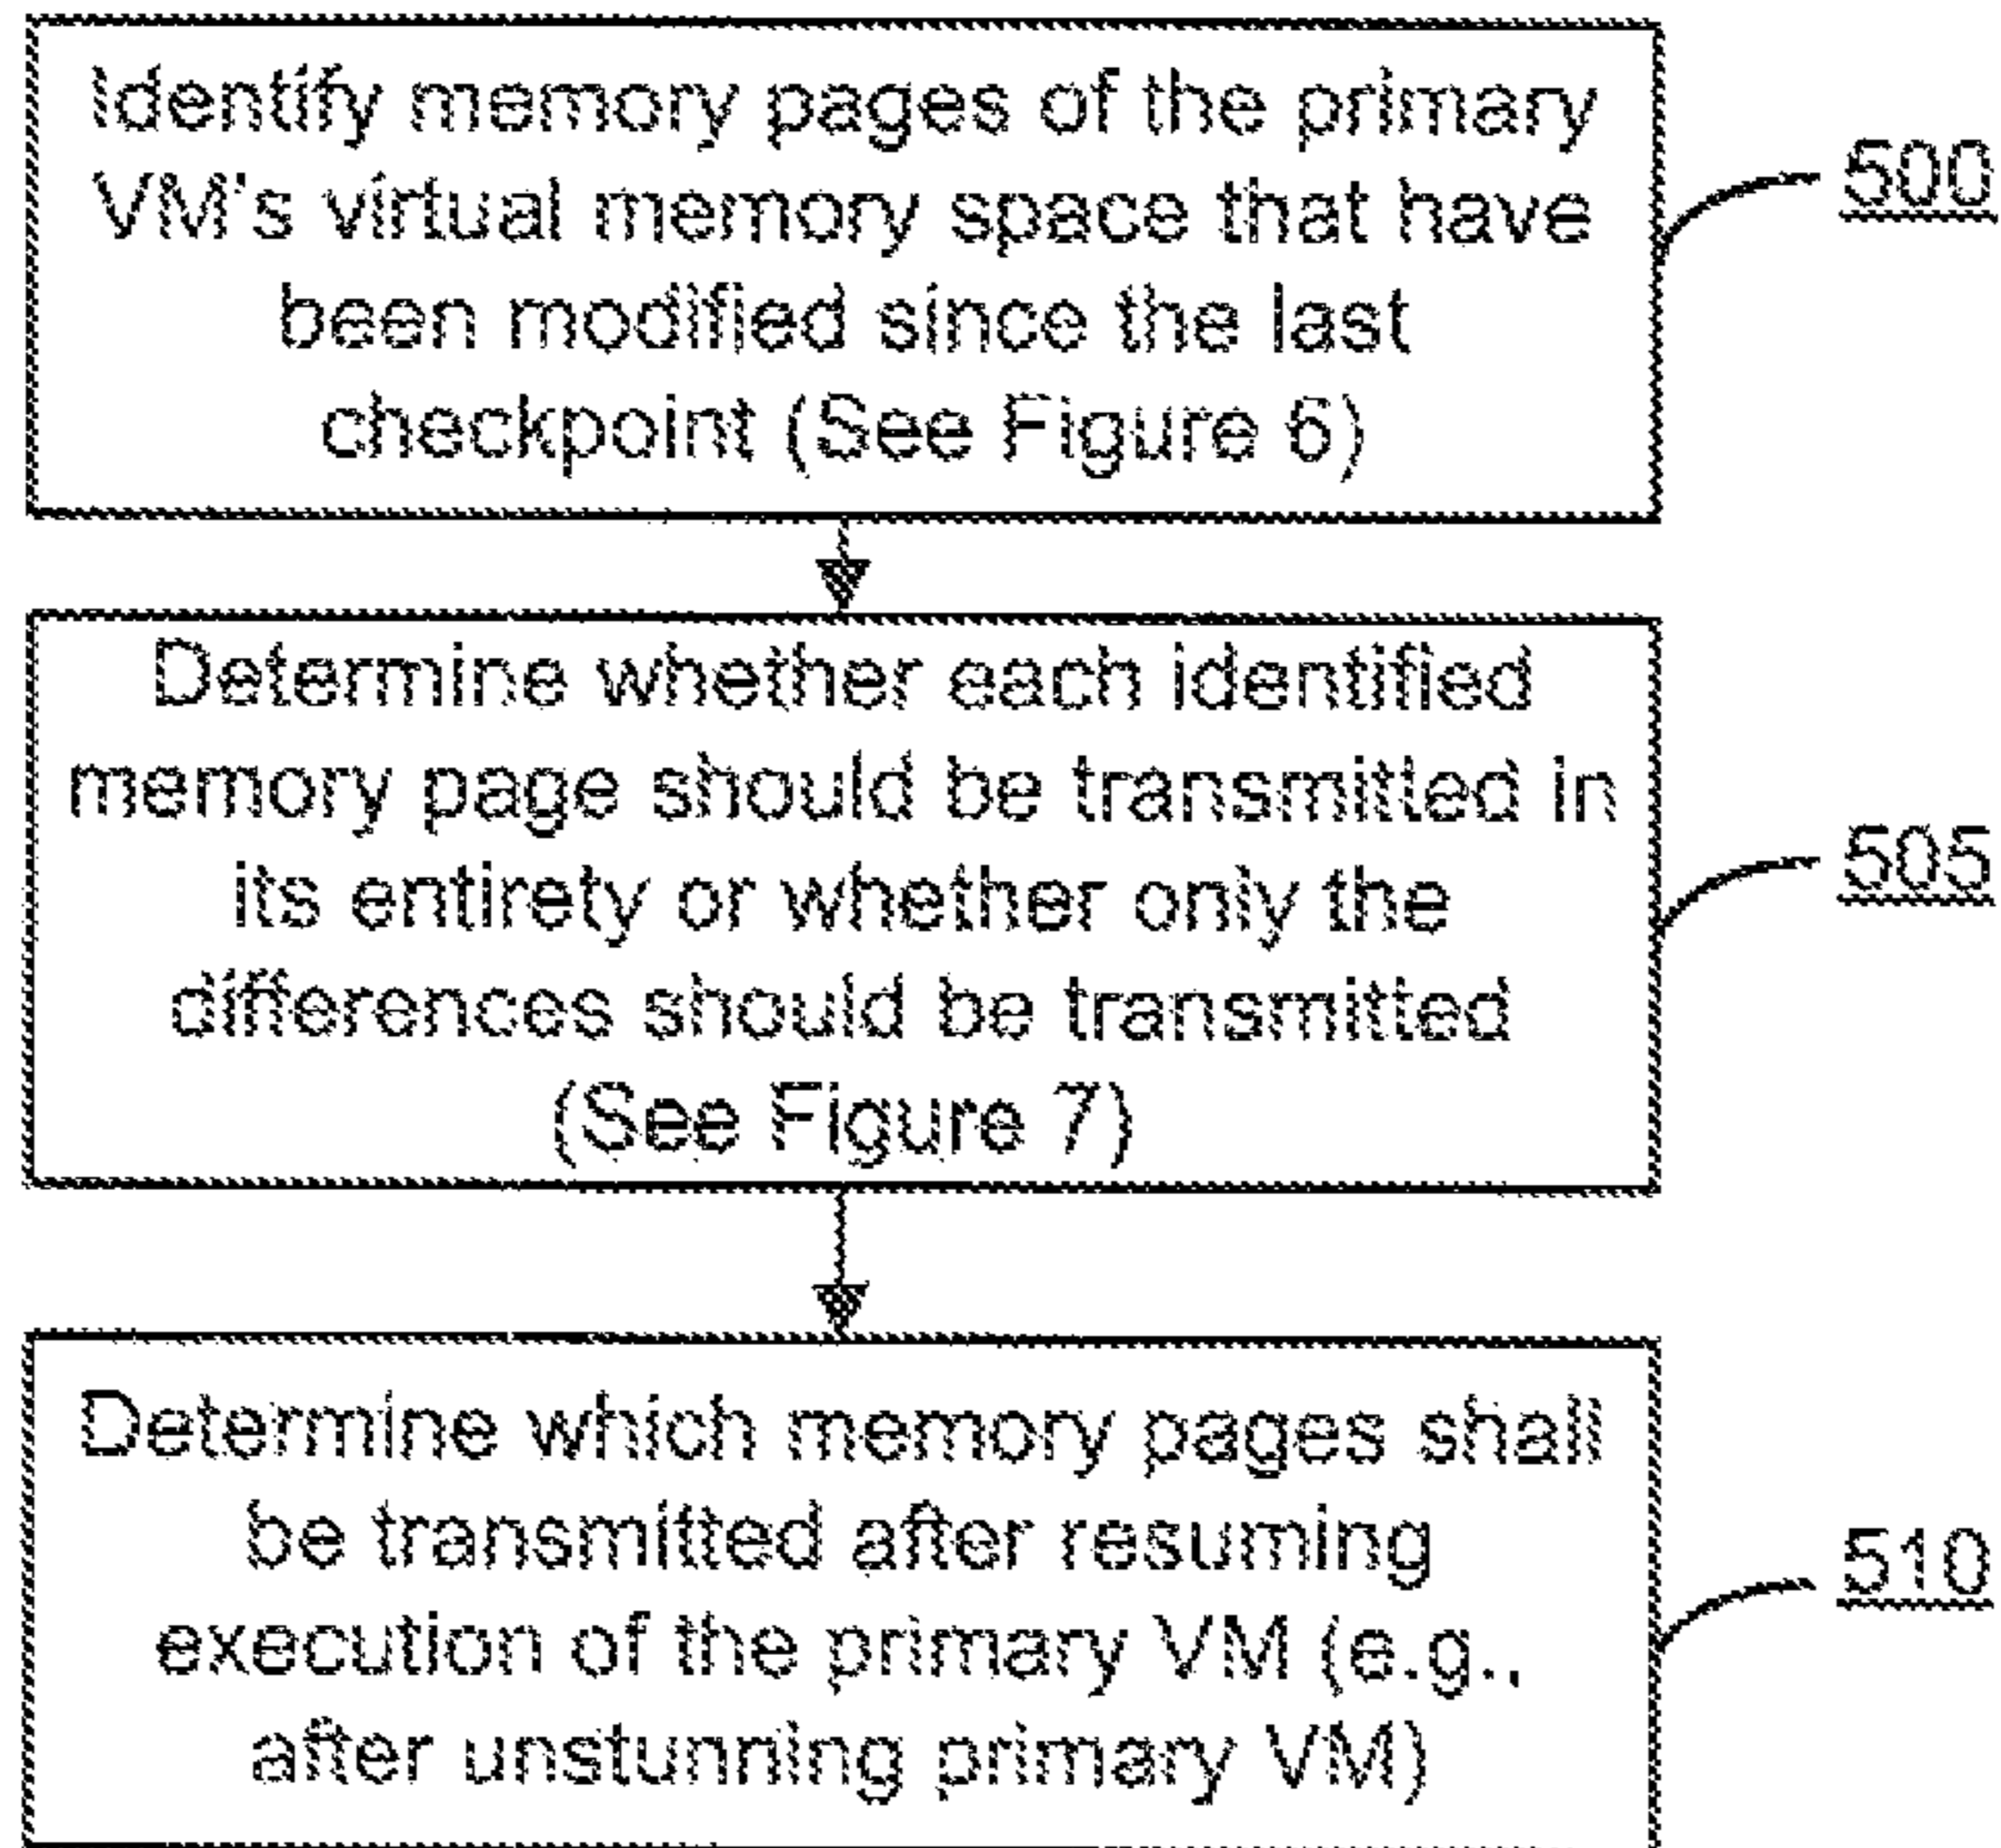 Identify memory pages of the primary
VM's virtual memory space that have
been modified since the last
checkpoint (See Figure 6)
500
Determine whether each identified
memory page should be transmitted in
its entirety or whether only the
differences should be transmitted
(See Figure 7)
505
Determine which memory pages shall
be transmitted after resuming
execution of the primary VM (e.g.,
after unstunning primary VM)
510